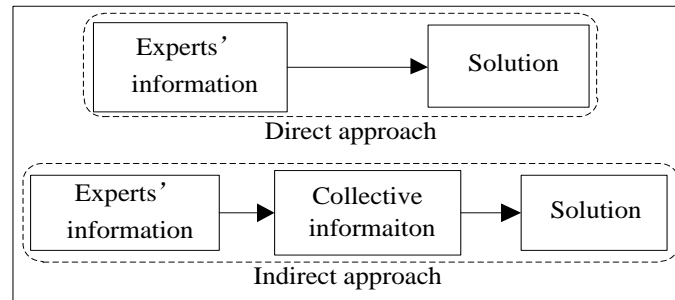 Experts’
information
Solution
Direct approach
Experts’
information
Collective
informaiton
Solution
Indirect approach